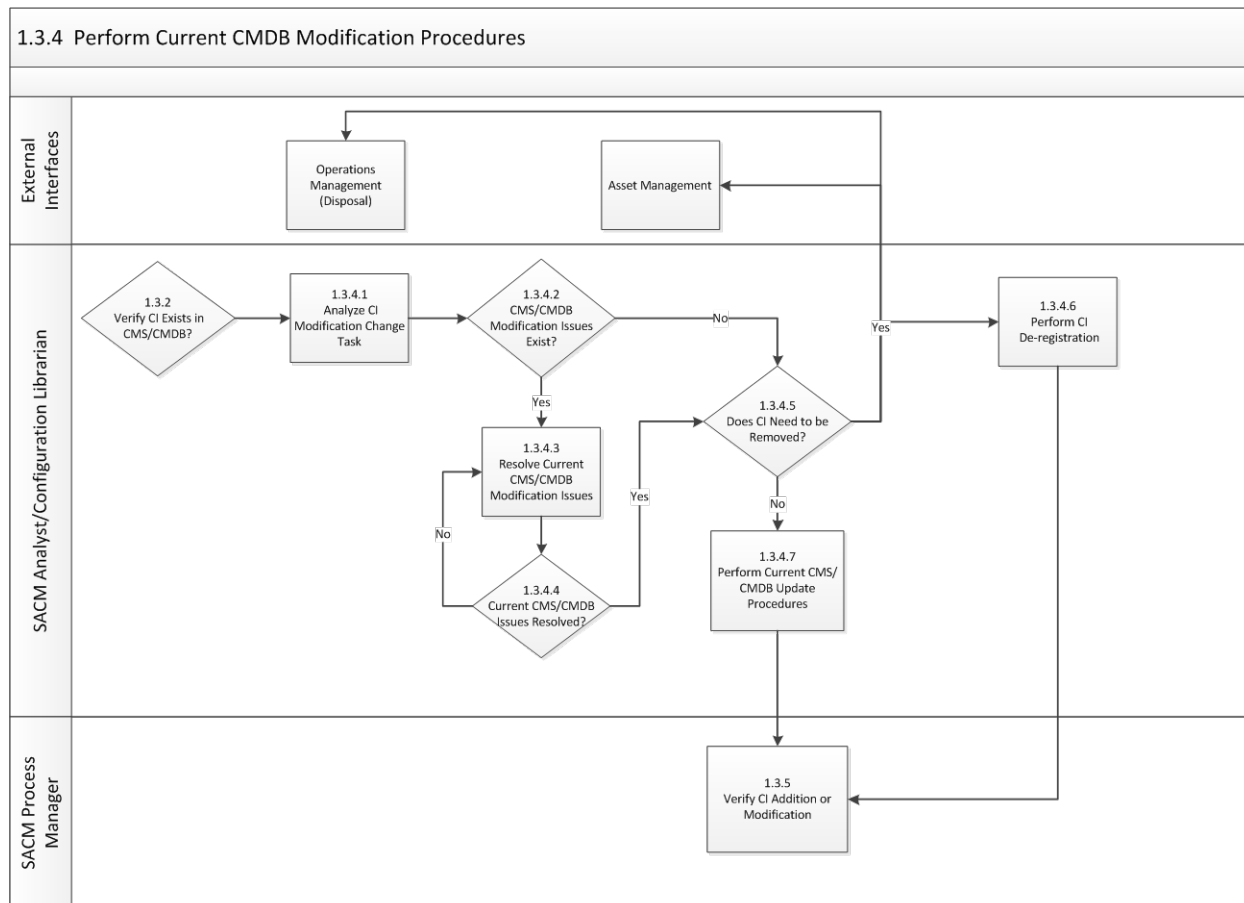 1.3.4 Perform Current CMDB Modification Procedures
External
Interfaces
Operations
Management
(Disposal)
Asset Management
SACM Analyst/Configuration Librarian
1.3.2
Verify CI Exists in
CMS/CMDB?
1.3.4.1
Analyze CI
Modification Change
Task
1.3.4.2
CMS/CMDB
Modification Issues
Exist?
No
Yes
1.3.4.6
Perform CI
De-registration
Yes
1.3.4.5
Does CI Need to be
Removed?
1.3.4.3
Resolve Current
CMS/CMDB
Modification Issues
Yes
No
No
1.3.4.4
Current CMS/CMDB
Issues Resolved?
1.3.4.7
Perform Current CMS/
CMDB Update
Procedures
SACM Process
Manager
1.3.5
Verify CI Addition or
Modification